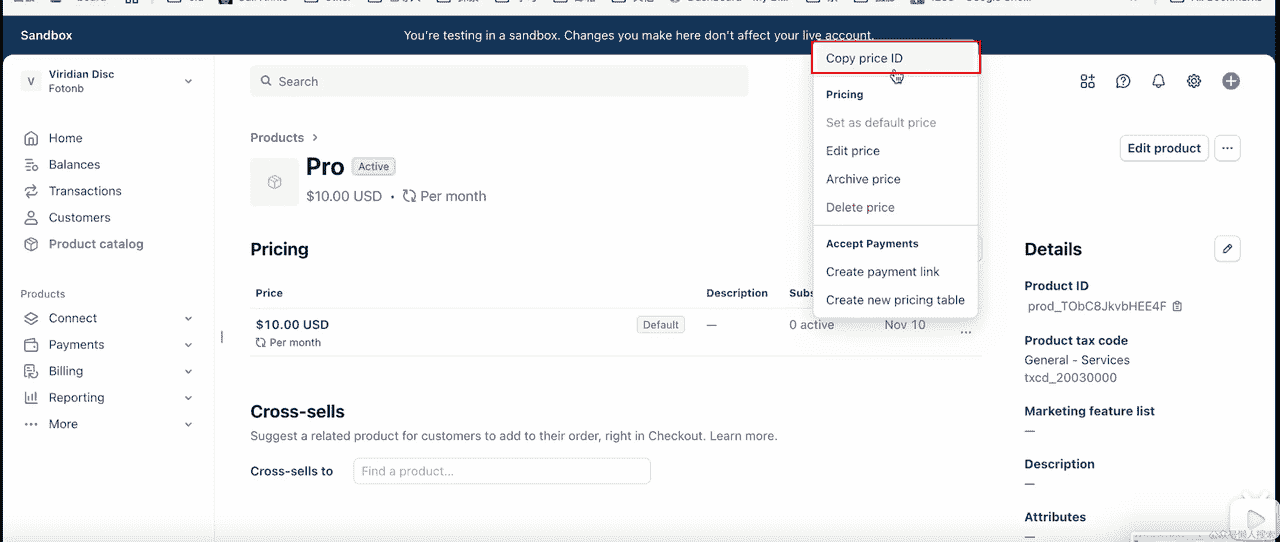 Sandbox
You're testing in a sandbox. Changes you make here don't affect your live account.
V
Viridian Disc
Fotonb
Search
Home
Balances
Transactions
Customers
Product catalog
Products
Connect
Payments
Billing
Reporting
More
Products >
Pro
Active
$10.00 USD • Per month
Edit product
Pricing
Price
Description
Subs
$10.00 USD
Default
—
0 active
Nov 10
Per month
Cross-sells
Suggest a related product for customers to add to their order, right in Checkout. Learn more.
Cross-sells to
Find a product...
Copy price ID
Pricing
Set as default price
Edit price
Archive price
Delete price
Accept Payments
Create payment link
Create new pricing table
Details
Product ID
prod_TObC8JkvbHEE4F
Product tax code
General - Services
txcd_20030000
Marketing feature list
—
Description
—
Attributes
—